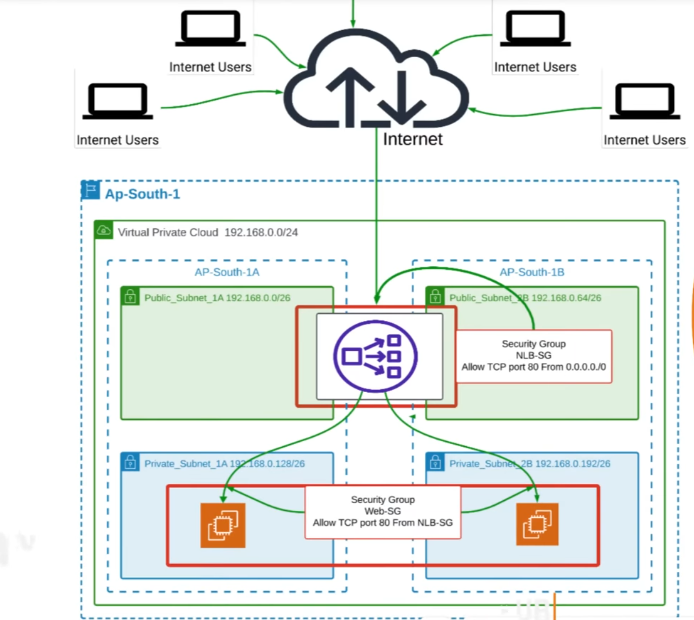 Internet Users
Internet Users
Internet Users
Internet Users
Internet
Ap-South-1
Virtual Private Cloud 192.168.0.0/24
AP-South-1A
AP-South-1B
Public_Subnet_1A 192.168.0.0/26
Public_Subnet_2B 192.168.0.64/26
Security Group
NLB-SG
Allow TCP port 80 From 0.0.0.0./0
Private_Subnet_1A 192.168.0.128/26
Private_Subnet_2B 192.168.0.192/26
Security Group
Web-SG
Allow TCP port 80 From NLB-SG